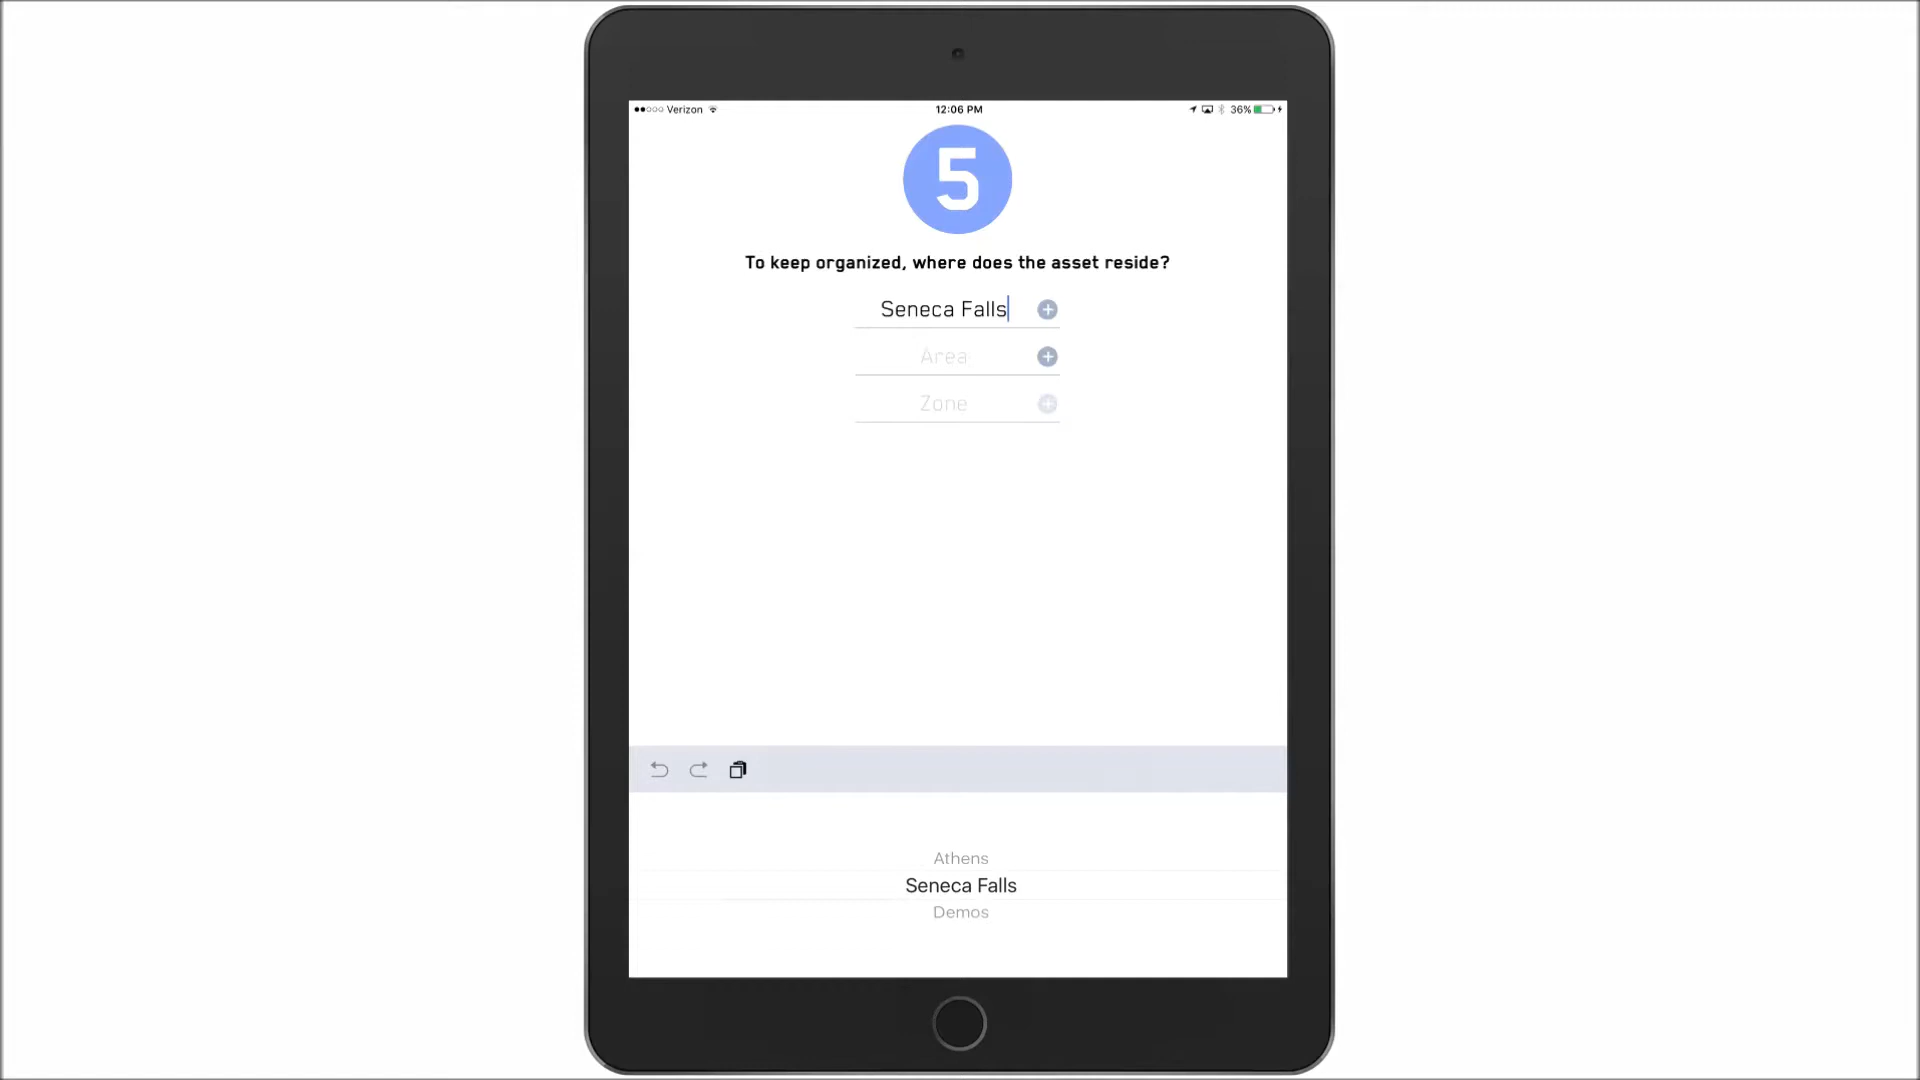 Verizon
12:06 PM
36%
5
To keep organized, where does the asset reside?
Seneca Falls
Area
Zone
Athens
Seneca Falls
Demos